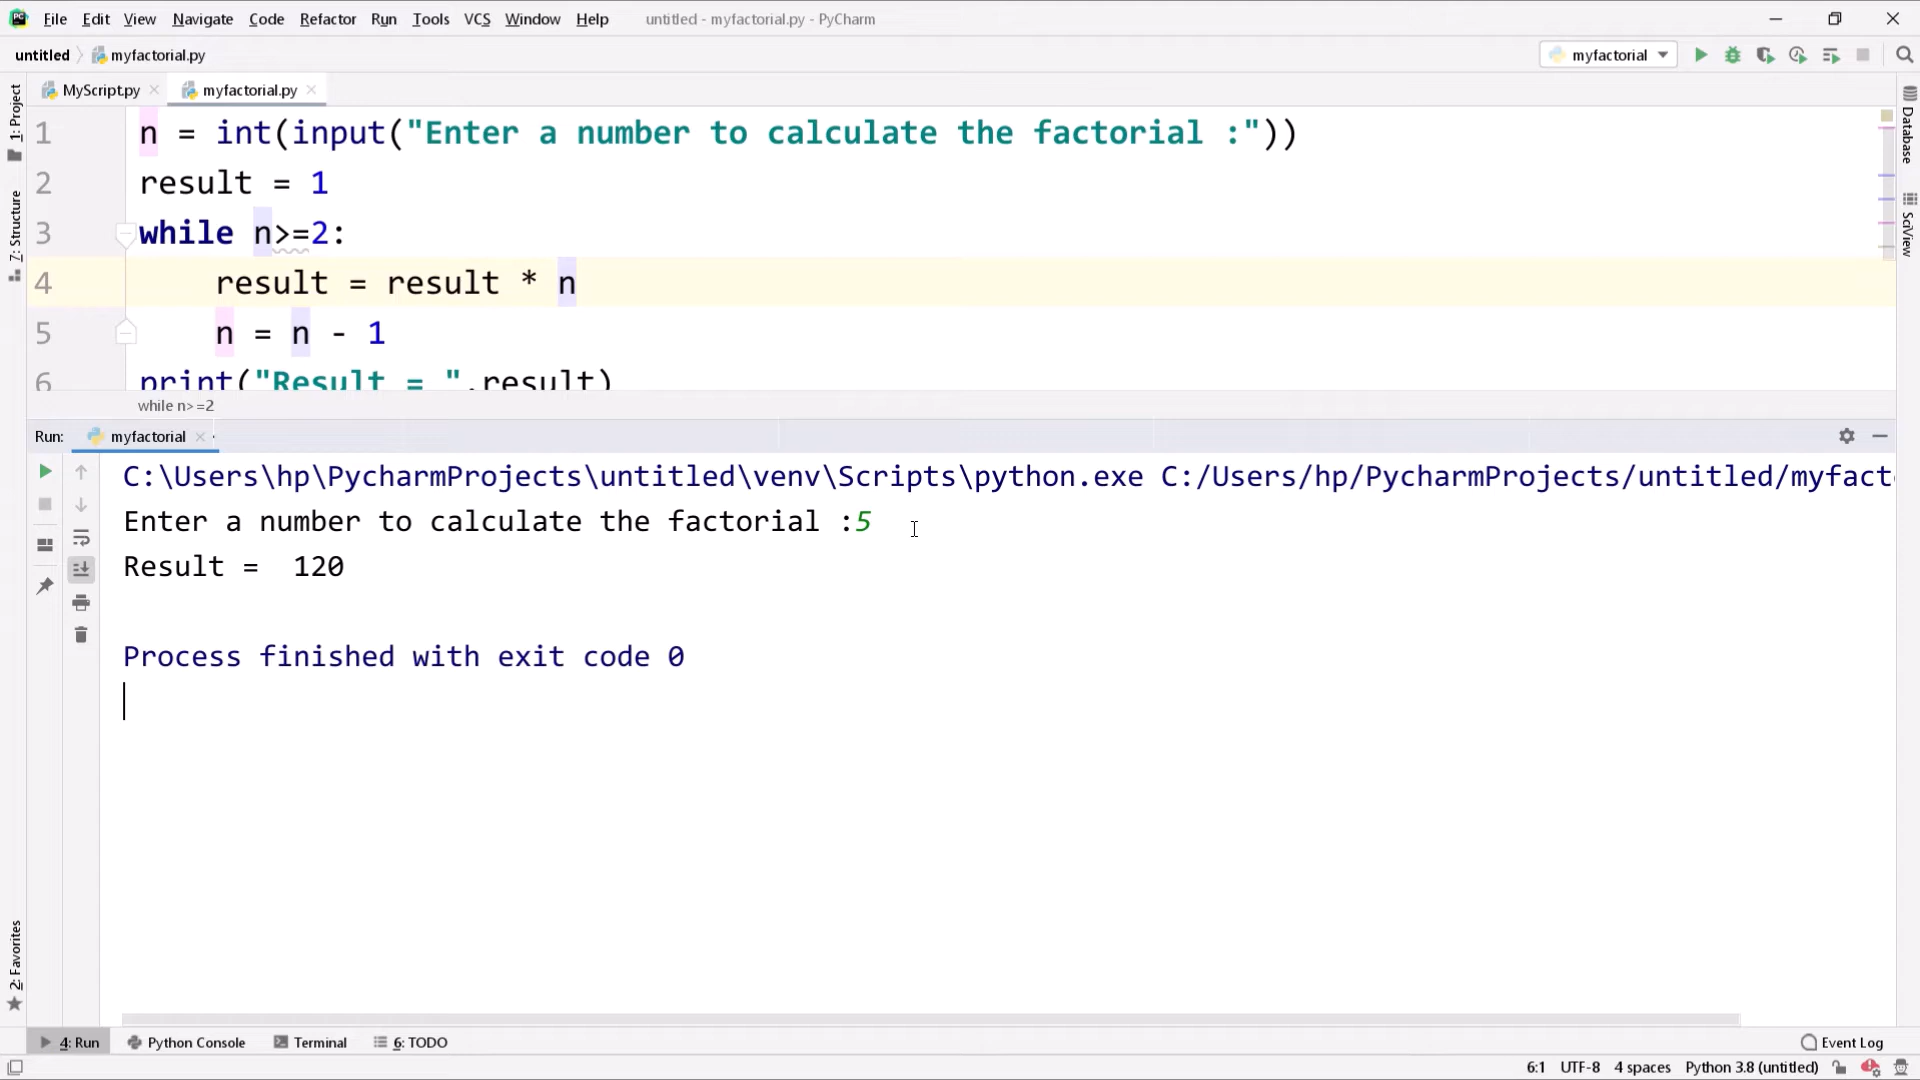 File Edit View Navigate Code Refactor Run Tools VCS Window Help untitled - myfactorial.py - PyCharm
untitled myfactorial.py myfactorial
MyScript.py myfactorial.py
1: Project
7: Structure
2: Favorites
Database
SciView
1 n = int(input("Enter a number to calculate the factorial :"))
2 result = 1
3 while n>=2:
4 result = result * n
5 n = n - 1
6 print("Result = ",result)
while n>=2
Run: myfactorial
C:\Users\hp\PycharmProjects\untitled\venv\Scripts\python.exe C:/Users/hp/PycharmProjects/untitled/myfact
Enter a number to calculate the factorial :5
Result =  120
Process finished with exit code 0
4: Run Python Console Terminal 6: TODO Event Log
6:1 UTF-8 4 spaces Python 3.8 (untitled)